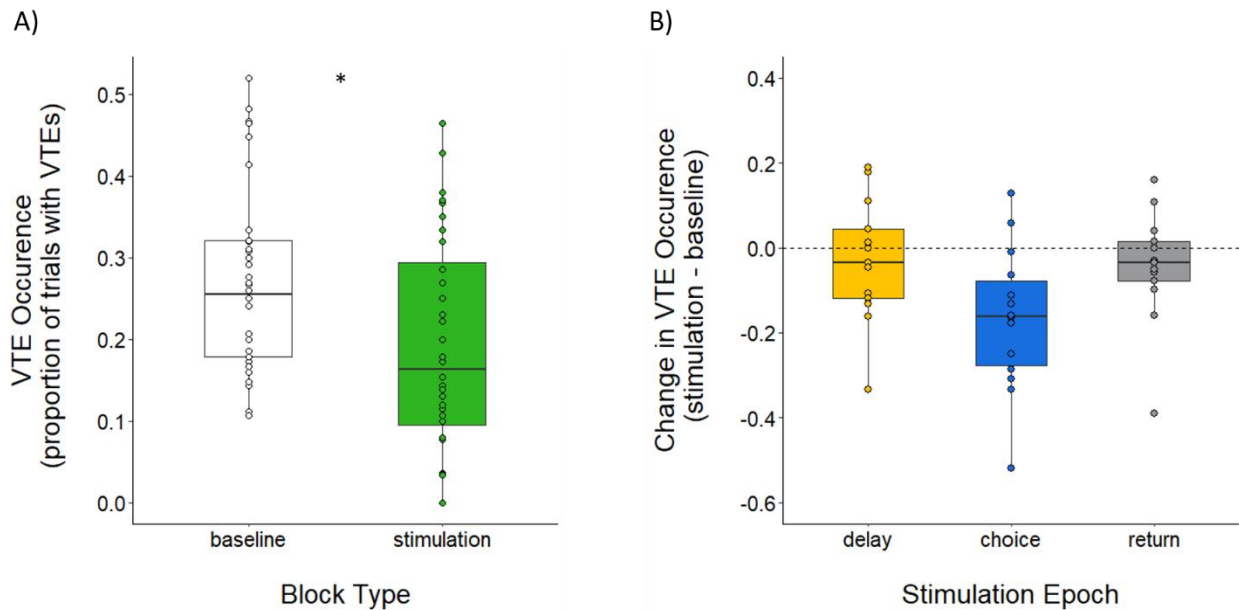 A)
VTE Occurence
(proportion of trials with VTEs)
0.5
0.4
0.3
0.2
0.1
0.0
*
baseline
stimulation
Block Type
B)
Change in VTE Occurence
(stimulation - baseline)
0.4
0.2
0.0
-0.2
-0.4
-0.6
delay
choice
return
Stimulation Epoch